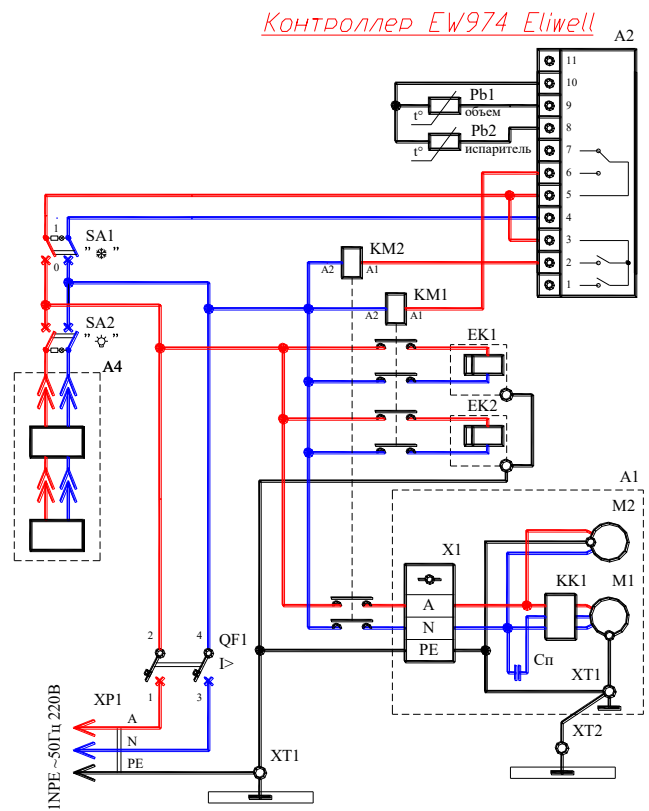 Контроллер EW974 Eliwell
A2
11
10
Pb1
9
объем
t°
Pb2
8
испаритель
t°
7
6
5
4
1
SA1
3
" ❄ "
KM2
0
A2
A1
2
KM1
1
A2
A1
SA2
" "
EK1
A4
EK2
A1
M2
X1
KK1
M1
A
N
2
4
QF1
PE
I>
Сп
XT1
XP1
1
3
A
XT2
N
XT1
PE
1NPE ~50Гц 220В